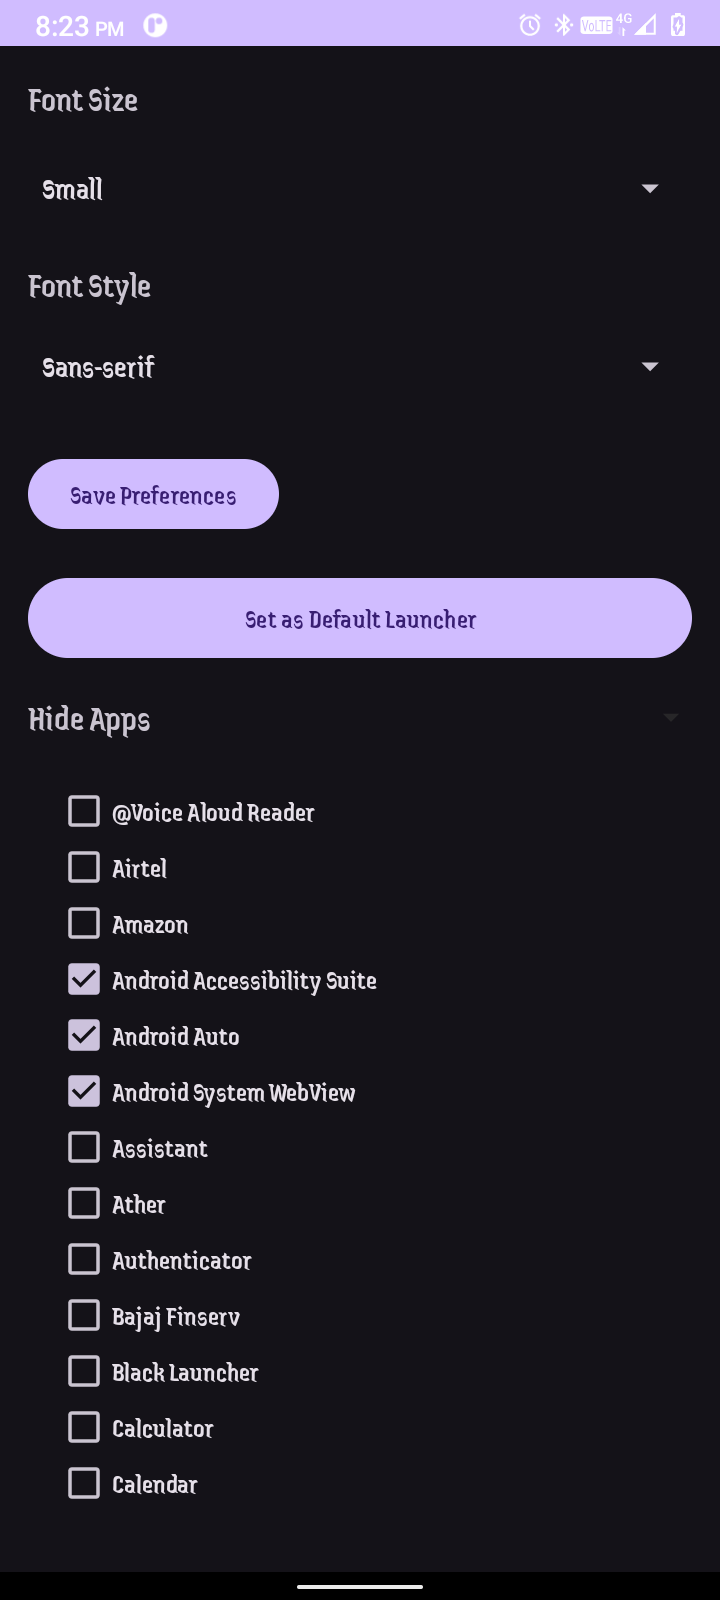 8:23 PM
VoLTE 4G
Font Size
Small
Font Style
Sans-serif
Save Preferences
Set as Default Launcher
Hide Apps
@Voice Aloud Reader
Airtel
Amazon
Android Accessibility Suite
Android Auto
Android System WebView
Assistant
Ather
Authenticator
Bajaj Finserv
Black Launcher
Calculator
Calendar